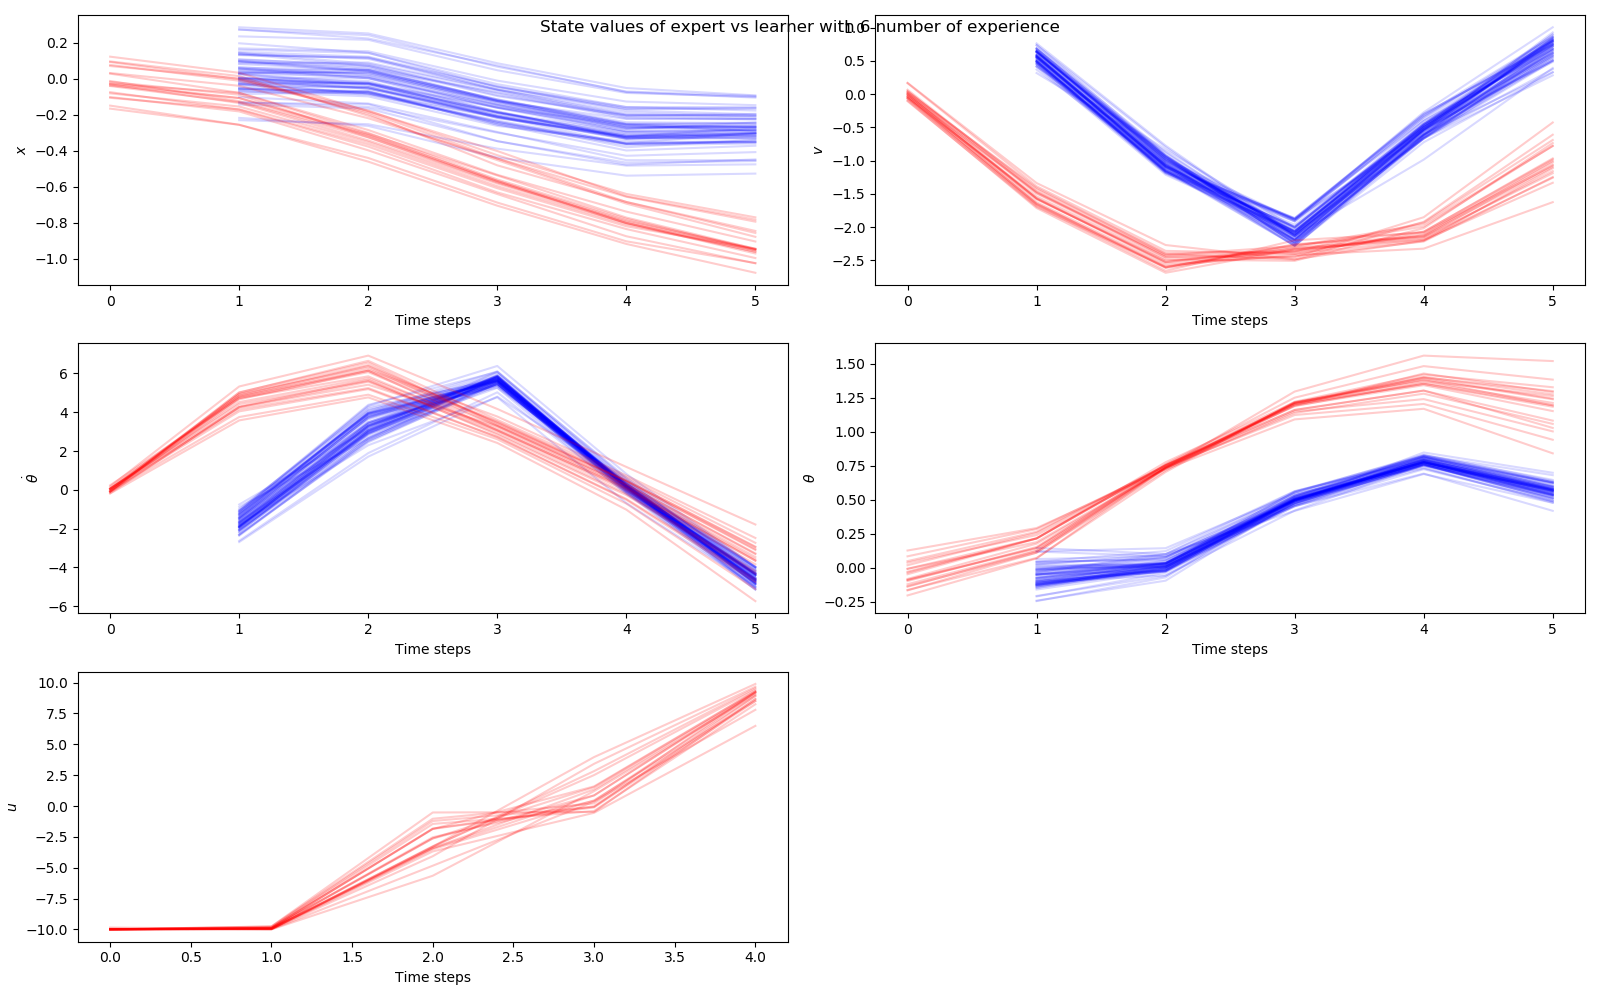 State values of expert vs learner with 6 number of experience
0.2
0.0
−0.2
−0.4
−0.6
−0.8
−1.0
x
0 1 2 3 4 5
Time steps
1.0
0.5
0.0
−0.5
−1.0
−1.5
−2.0
−2.5
v
0 1 2 3 4 5
Time steps
6
4
2
0
−2
−4
−6
θ̇
0 1 2 3 4 5
Time steps
1.50
1.25
1.00
0.75
0.50
0.25
0.00
−0.25
θ
0 1 2 3 4 5
Time steps
10.0
7.5
5.0
2.5
0.0
−2.5
−5.0
−7.5
−10.0
u
0.0 0.5 1.0 1.5 2.0 2.5 3.0 3.5 4.0
Time steps